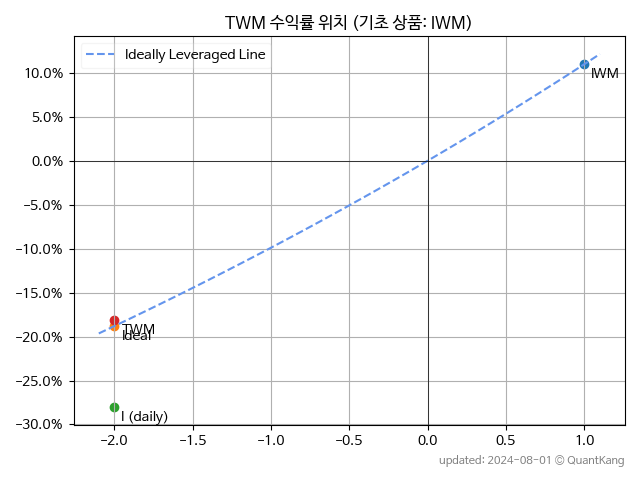 TWM 수익률 위치 (기초 상품: IWM)
Ideally Leveraged Line
10.0%
5.0%
0.0%
−5.0%
−10.0%
−15.0%
−20.0%
−25.0%
−30.0%
IWM
TWM
Ideal
I (daily)
−2.0 −1.5 −1.0 −0.5 0.0 0.5 1.0
updated: 2024-08-01 © QuantKang